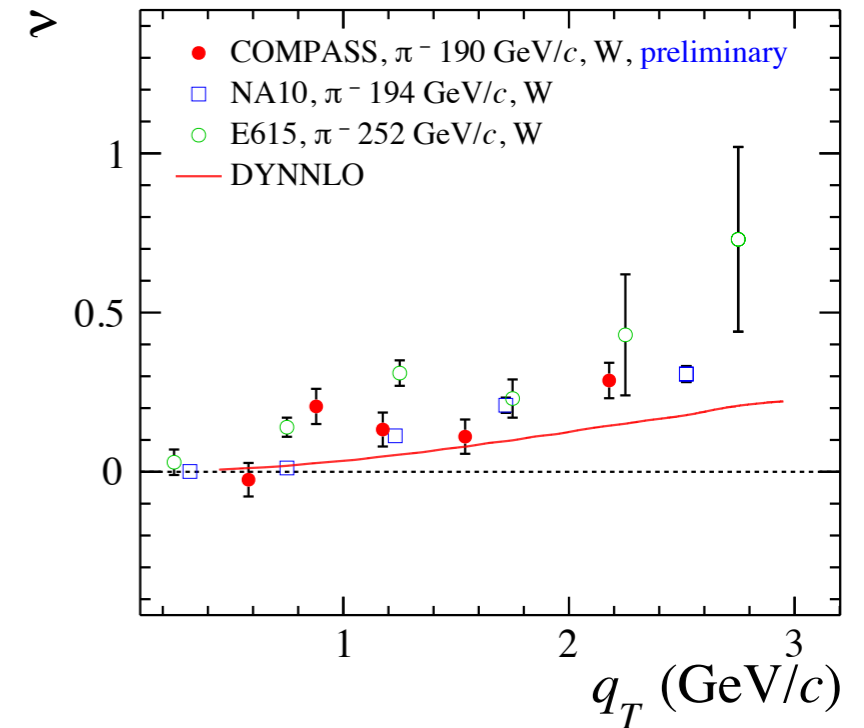 ν
COMPASS, π⁻ 190 GeV/c, W, preliminary
NA10, π⁻ 194 GeV/c, W
E615, π⁻ 252 GeV/c, W
DYNNLO
1
0.5
0
1 2 3
q_T (GeV/c)